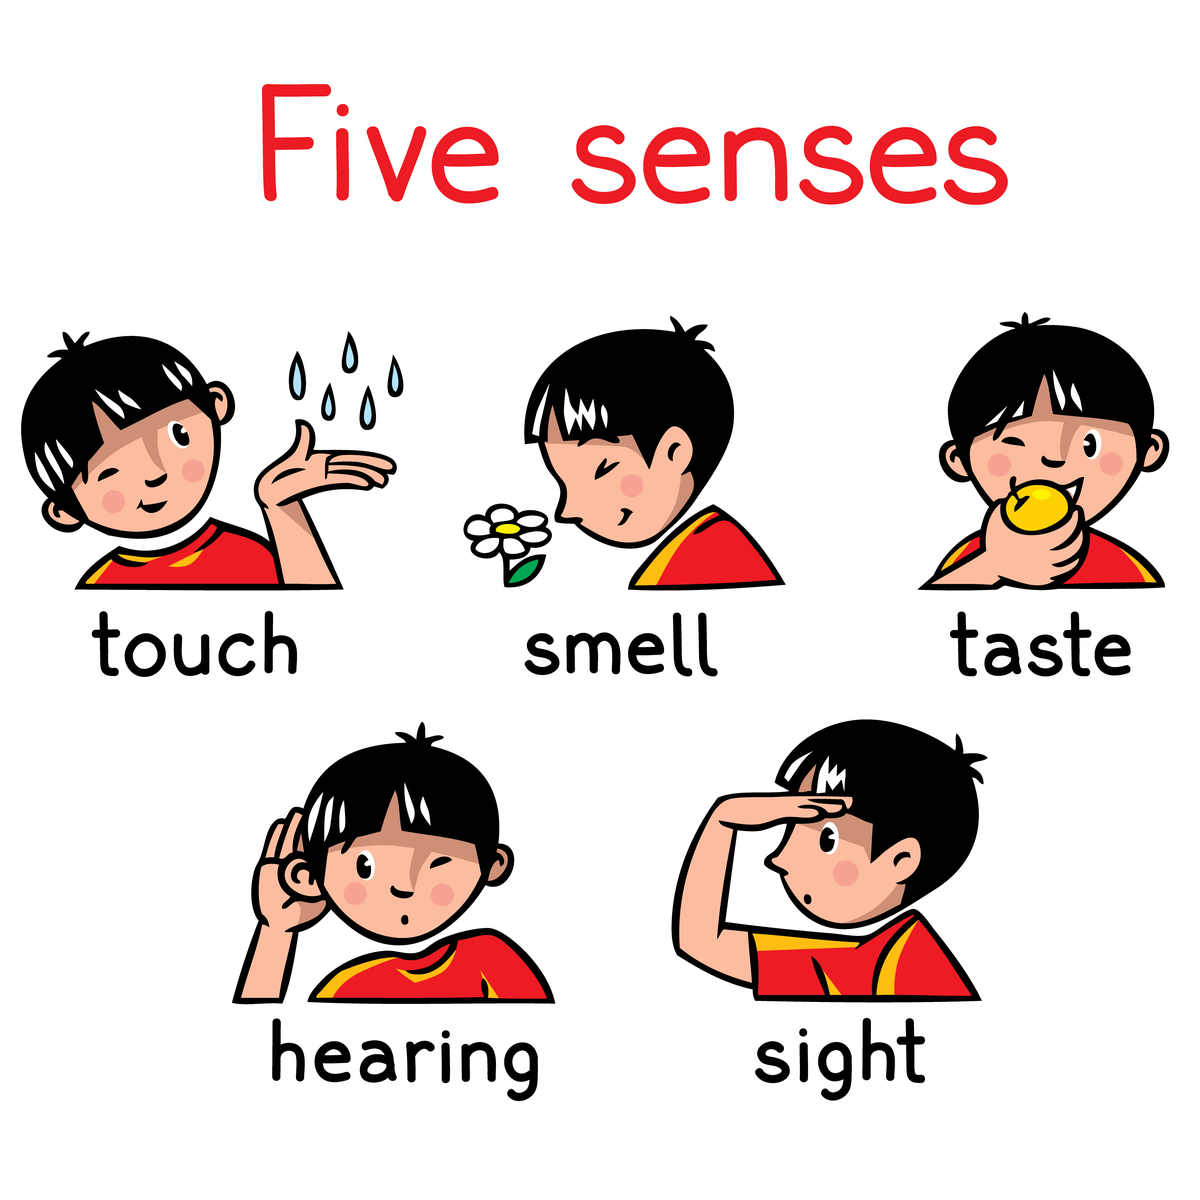 Five senses
touch
smell
taste
hearing
sight